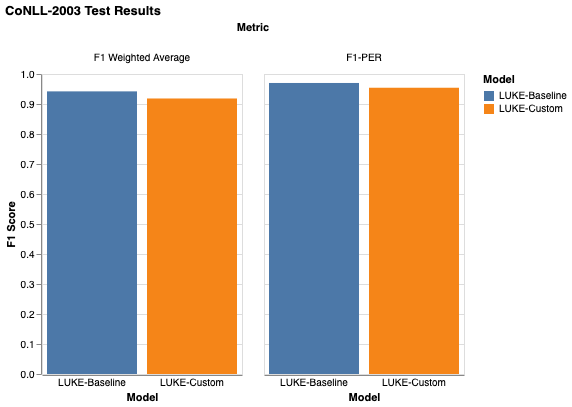 CoNLL-2003 Test Results
Metric
F1 Weighted Average
F1-PER
Model
LUKE-Baseline
LUKE-Custom
F1 Score
1.0
0.9
0.8
0.7
0.6
0.5
0.4
0.3
0.2
0.1
0.0
LUKE-Baseline LUKE-Custom
Model
LUKE-Baseline LUKE-Custom
Model